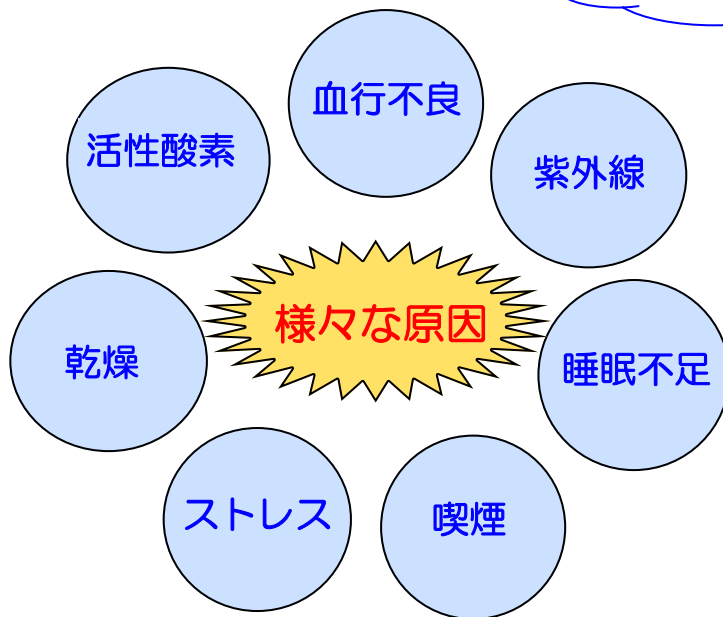 血行不良
活性酸素
紫外線
様々な原因
乾燥
睡眠不足
ストレス
喫煙